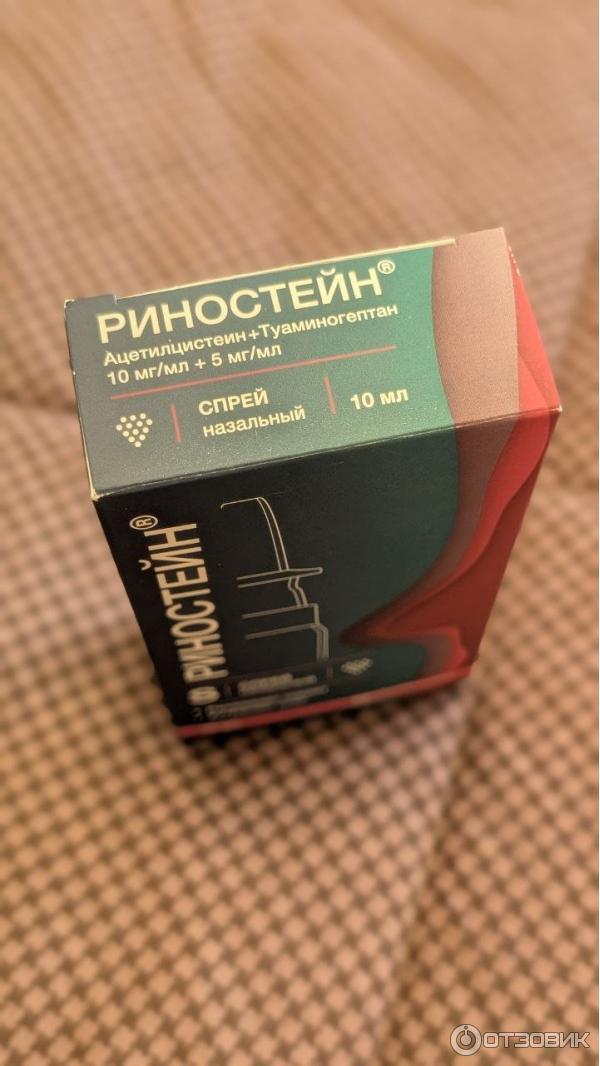 РИНОСТЕЙН®
Ацетилцистеин+Туаминогептан
10 мг/мл + 5 мг/мл
СПРЕЙ
назальный
10 мл
РИНОСТЕЙН®
ОТЗОВИК